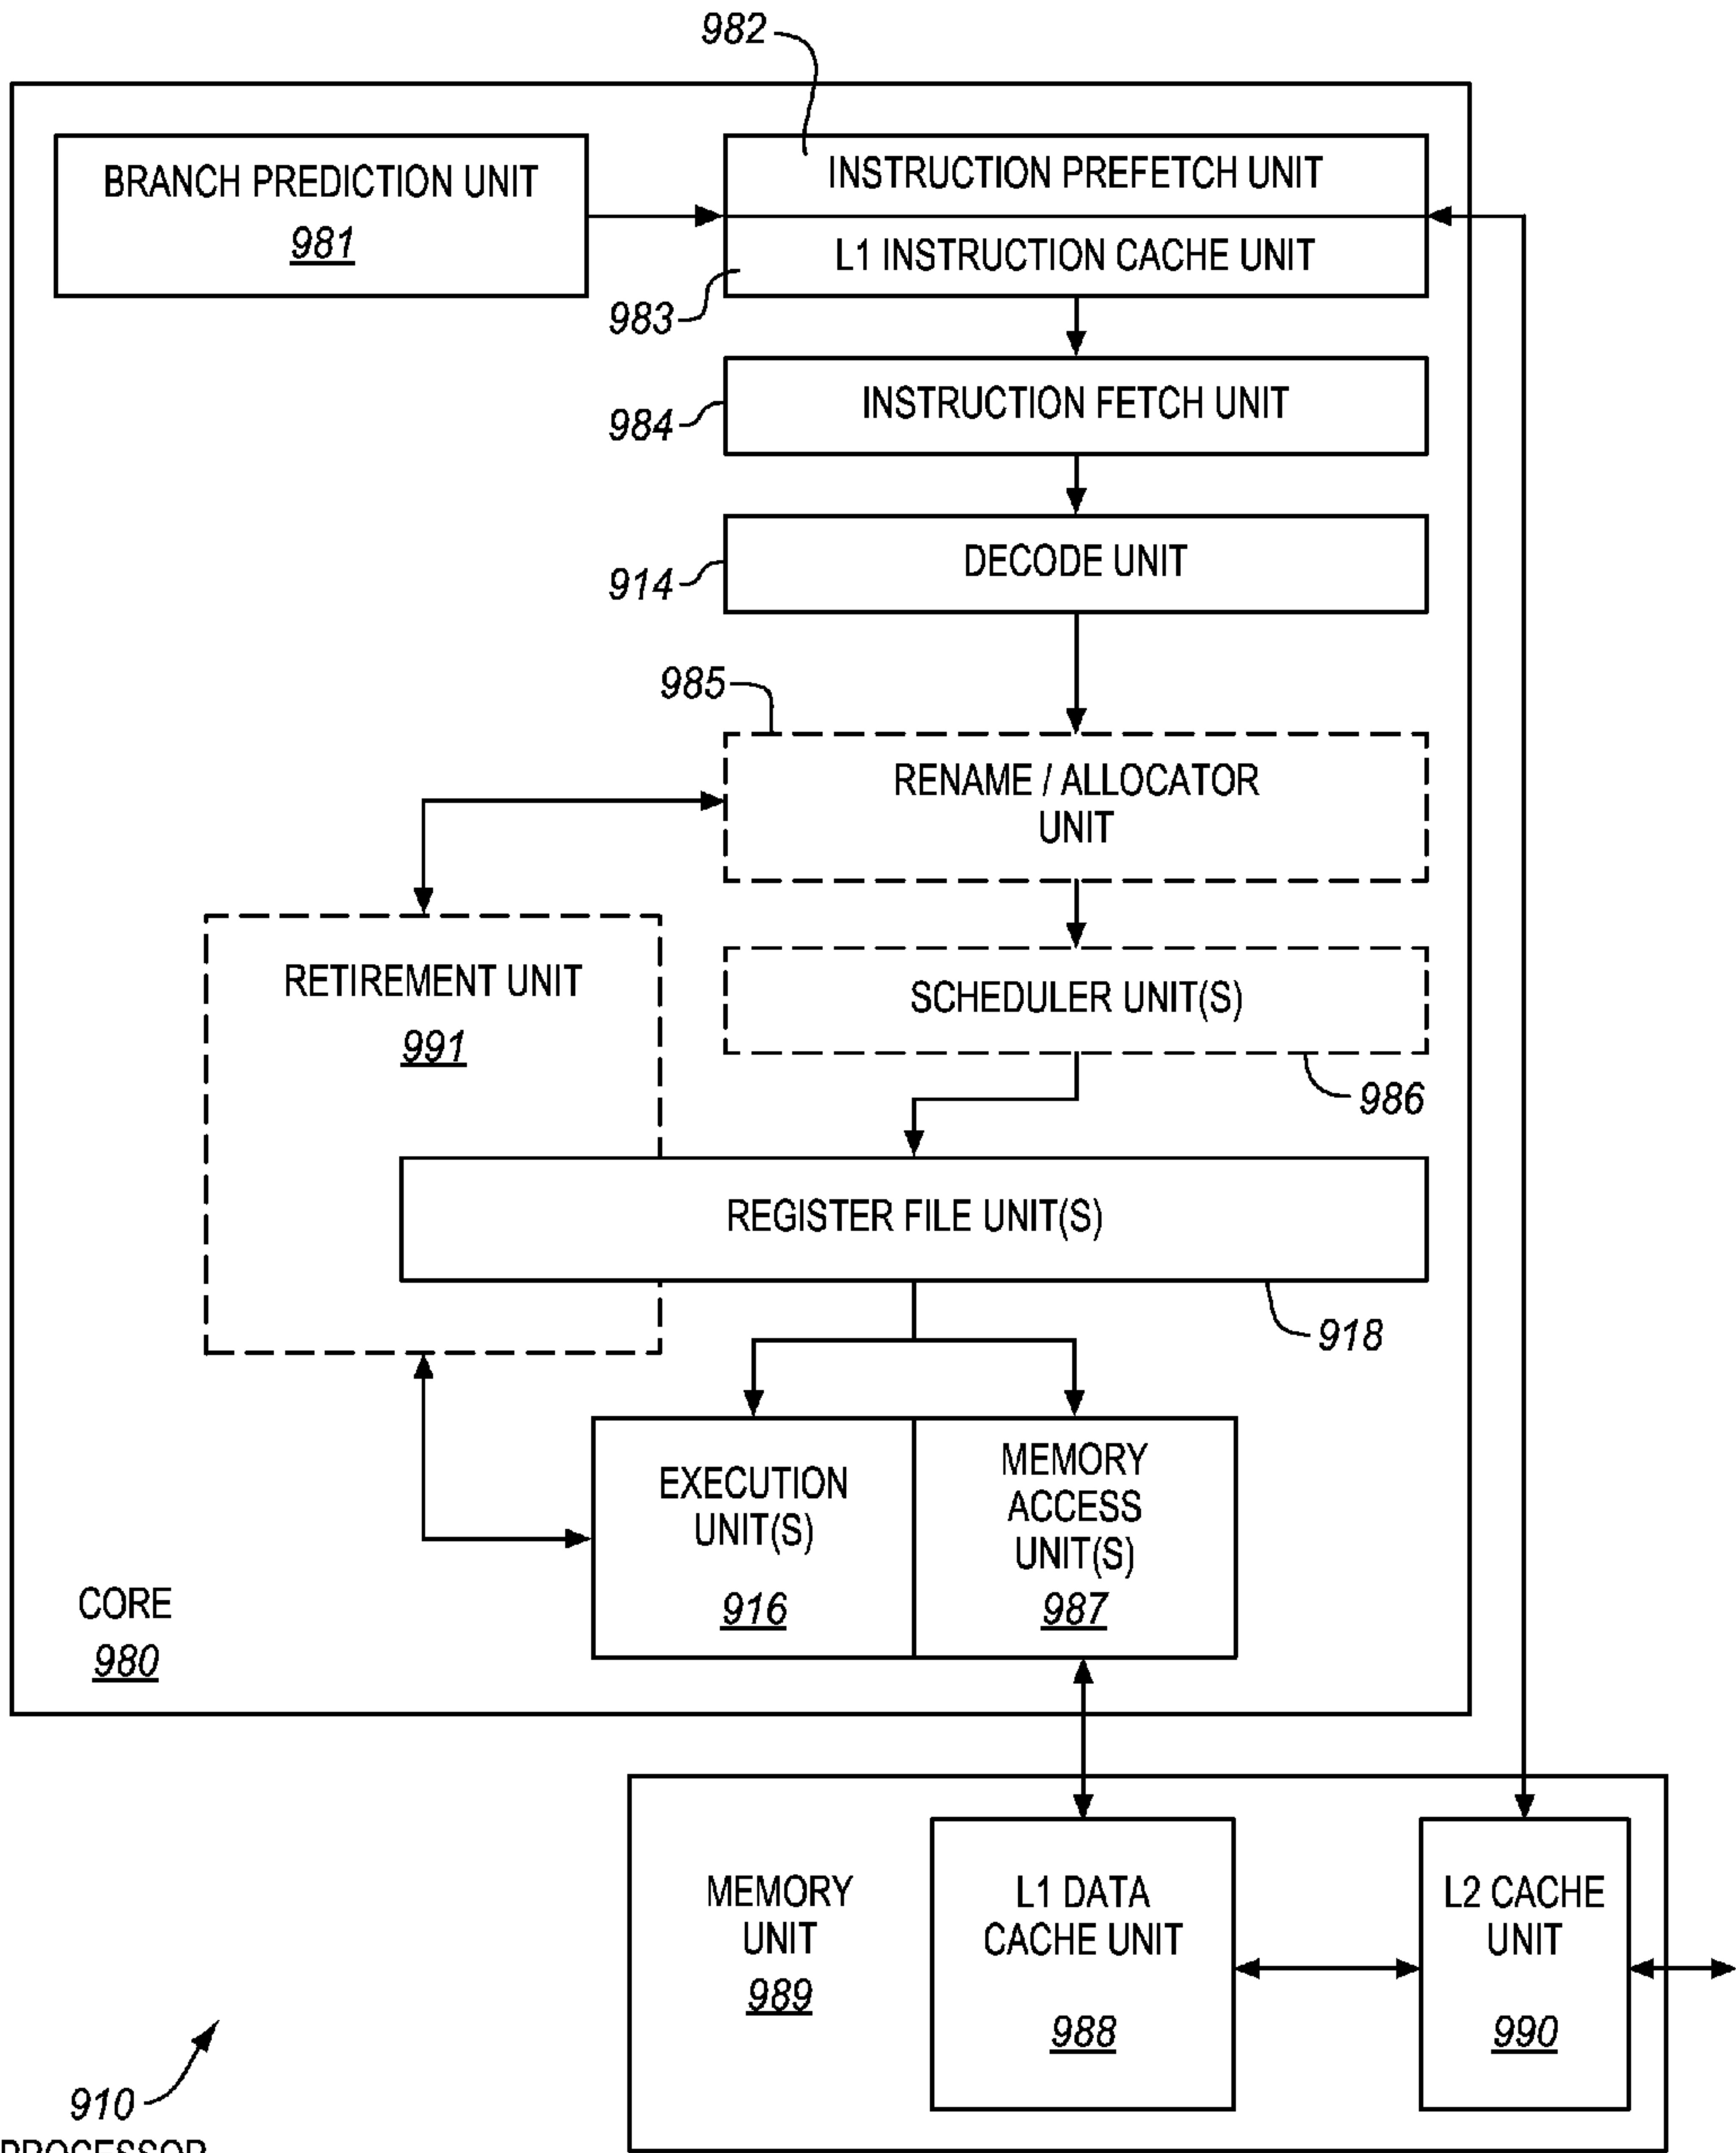 982
BRANCH PREDICTION UNIT
981
INSTRUCTION PREFETCH UNIT
L1 INSTRUCTION CACHE UNIT
983
INSTRUCTION FETCH UNIT
984
DECODE UNIT
914
985
RENAME / ALLOCATOR
UNIT
RETIREMENT UNIT
991
SCHEDULER UNIT(S)
986
REGISTER FILE UNIT(S)
918
EXECUTION
UNIT(S)
916
MEMORY
ACCESS
UNIT(S)
987
CORE
980
MEMORY
UNIT
989
L1 DATA
CACHE UNIT
988
L2 CACHE
UNIT
990
910
PROCESSOR